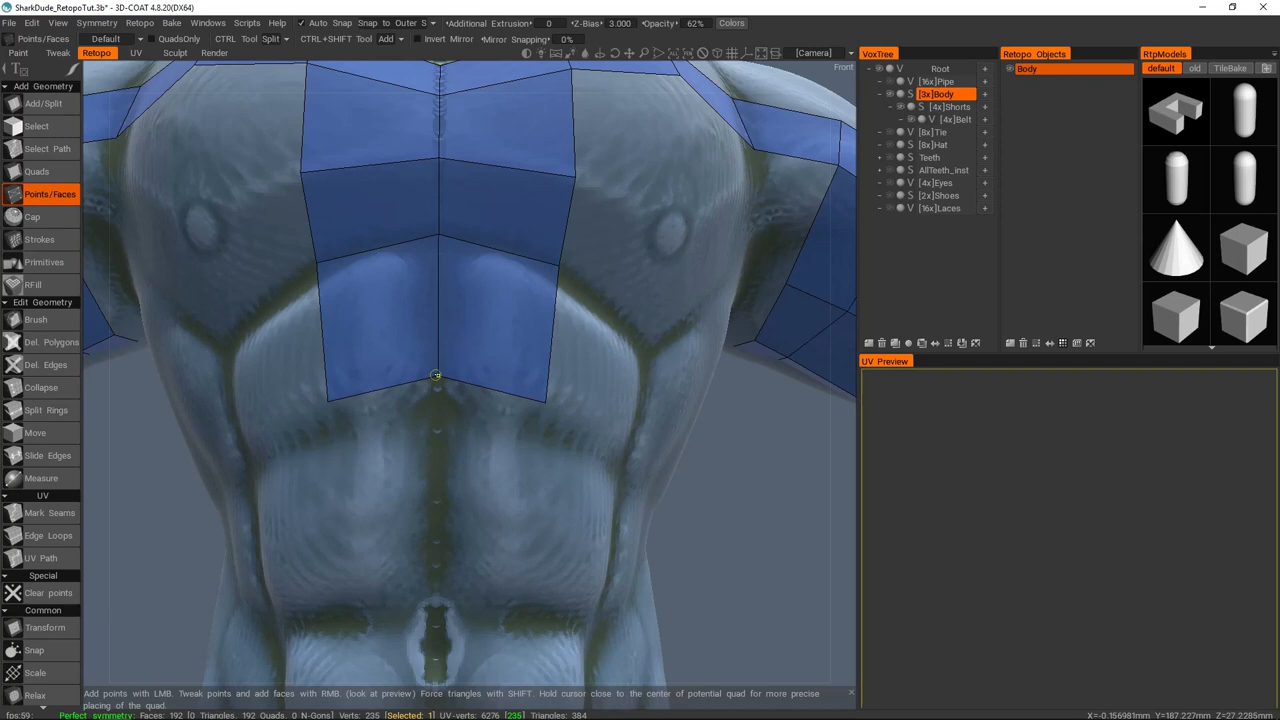 SharkDude_RetopoTut.3b* - 3D-COAT 4.8.20(DX64)
File Edit View Symmetry Retopo Bake Windows Scripts Help Auto Snap Snap to Outer S Additional Extrusion 0 Z-Bias 3.000 Opacity 62% Colors
Points/Faces Default QuadsOnly CTRL Tool Split CTRL+SHIFT Tool Add Invert Mirror Mirror Snapping 0%
Paint Tweak Retopo UV Sculpt Render [Camera]
Front
Add Geometry
Add/Split
Select
Select Path
Quads
Points/Faces
Cap
Strokes
Primitives
RFill
Edit Geometry
Brush
Del. Polygons
Del. Edges
Collapse
Split Rings
Move
Slide Edges
Measure
UV
Mark Seams
Edge Loops
UV Path
Special
Clear points
Common
Transform
Snap
Scale
Relax
VoxTree
Root
V [16x]Pipe
S [3x]Body
S [4x]Shorts
V [4x]Belt
V [8x]Tie
V [8x]Hat
S Teeth
S AllTeeth_inst
V [4x]Eyes
S [2x]Shoes
V [16x]Laces
Retopo Objects
Body
RtpModels
default old TileBake
UV Preview
Add points with LMB. Tweak points and add faces with RMB. (look at preview) Force triangles with SHIFT. Hold cursor close to the center of potential quad for more precise
placing of the quad.
fps:59; Perfect symmetry: Faces: 192 [0 Triangles, 192 Quads, 0 N-Gons] Verts: 235 [Selected: 1] UV-verts: 6276 [235] Triangles: 384 X=-0.156981m Y=187.227m Z=27.2285m